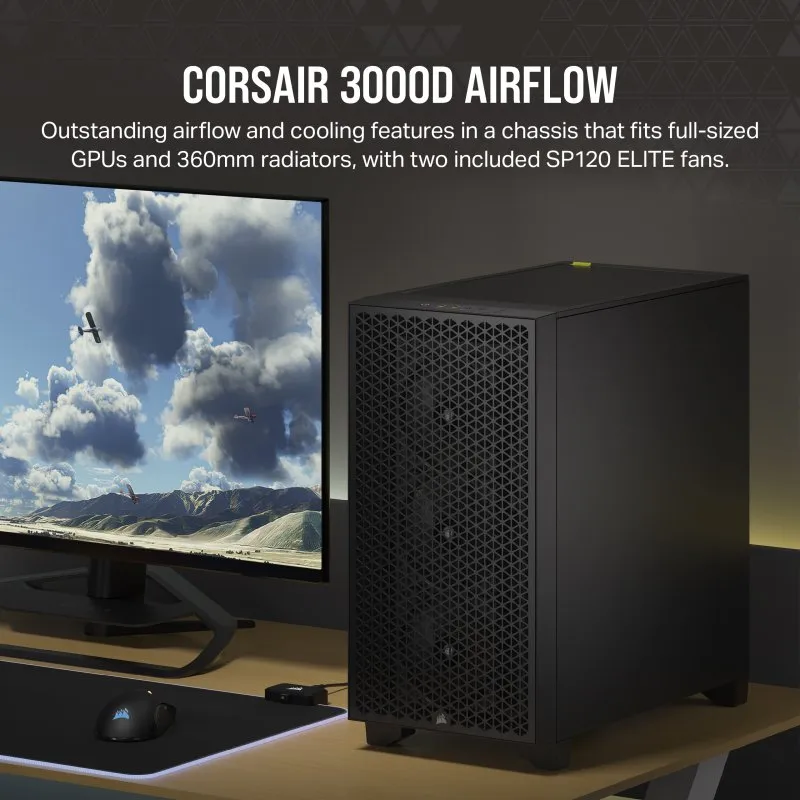 CORSAIR 3000D AIRFLOW
Outstanding airflow and cooling features in a chassis that fits full-sized
GPUs and 360mm radiators, with two included SP120 ELITE fans.